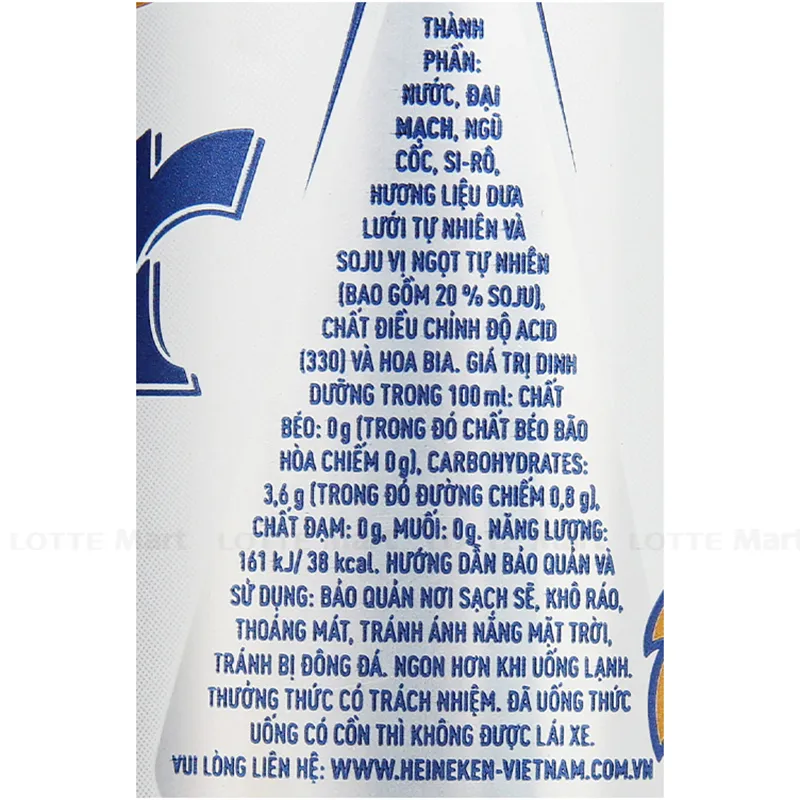 THÀNH
PHẦN:
NƯỚC, ĐẠI
MẠCH, NGŨ
CỐC, SI-RÔ,
HƯƠNG LIỆU DƯA
LƯỚI TỰ NHIÊN VÀ
SOJU VỊ NGỌT TỰ NHIÊN
(BAO GỒM 20 % SOJU),
CHẤT ĐIỀU CHỈNH ĐỘ ACID
(330) VÀ HOA BIA. GIÁ TRỊ DINH
DƯỠNG TRONG 100 ml: CHẤT
BÉO: 0g (TRONG ĐÓ CHẤT BÉO BÃO
HÒA CHIẾM 0g), CARBOHYDRATES:
3,6 g (TRONG ĐÓ ĐƯỜNG CHIẾM 0,8 g),
CHẤT ĐẠM: 0g, MUỐI: 0g. NĂNG LƯỢNG:
161 kJ/ 38 kcal. HƯỚNG DẪN BẢO QUẢN VÀ
SỬ DỤNG: BẢO QUẢN NƠI SẠCH SẼ, KHÔ RÁO,
THOÁNG MÁT, TRÁNH ÁNH NẮNG MẶT TRỜI,
TRÁNH BỊ ĐÔNG ĐÁ. NGON HƠN KHI UỐNG LẠNH.
THƯỞNG THỨC CÓ TRÁCH NHIỆM. ĐÃ UỐNG THỨC
UỐNG CÓ CỒN THÌ KHÔNG ĐƯỢC LÁI XE.
VUI LÒNG LIÊN HỆ: WWW.HEINEKEN-VIETNAM.COM.VN
r
LOTTE Mart LOTTE Mart LOTTE Mart LOTTE Mart